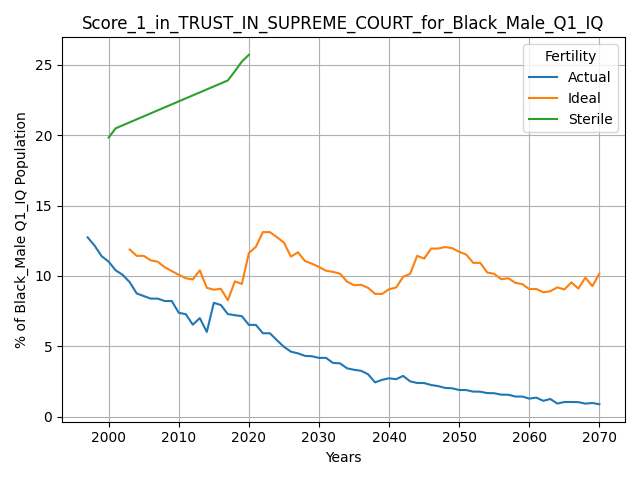 Score_1_in_TRUST_IN_SUPREME_COURT_for_Black_Male_Q1_IQ
% of Black_Male Q1_IQ Population
25
20
15
10
5
0
Fertility
Actual
Ideal
Sterile
2000 2010 2020 2030 2040 2050 2060 2070
Years